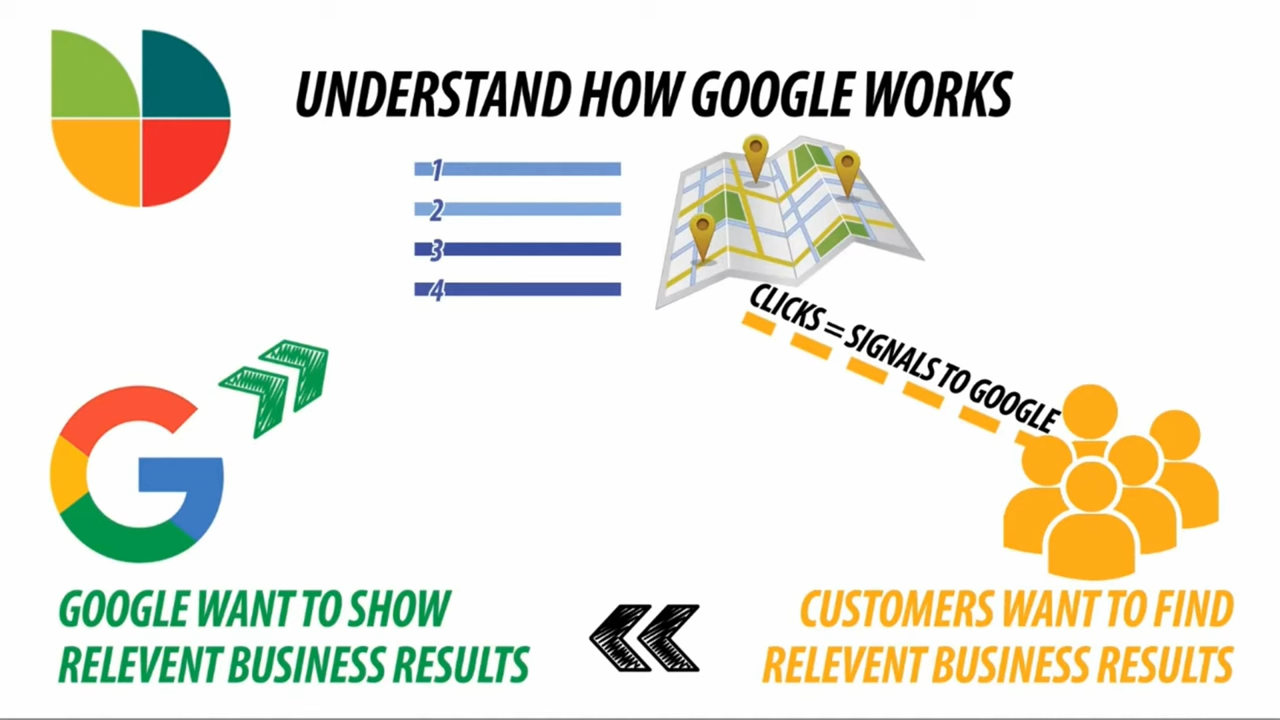 UNDERSTAND HOW GOOGLE WORKS
1
2
3
4
CLICKS = SIGNALS TO GOOGLE
GOOGLE WANT TO SHOW
RELEVENT BUSINESS RESULTS
CUSTOMERS WANT TO FIND
RELEVENT BUSINESS RESULTS